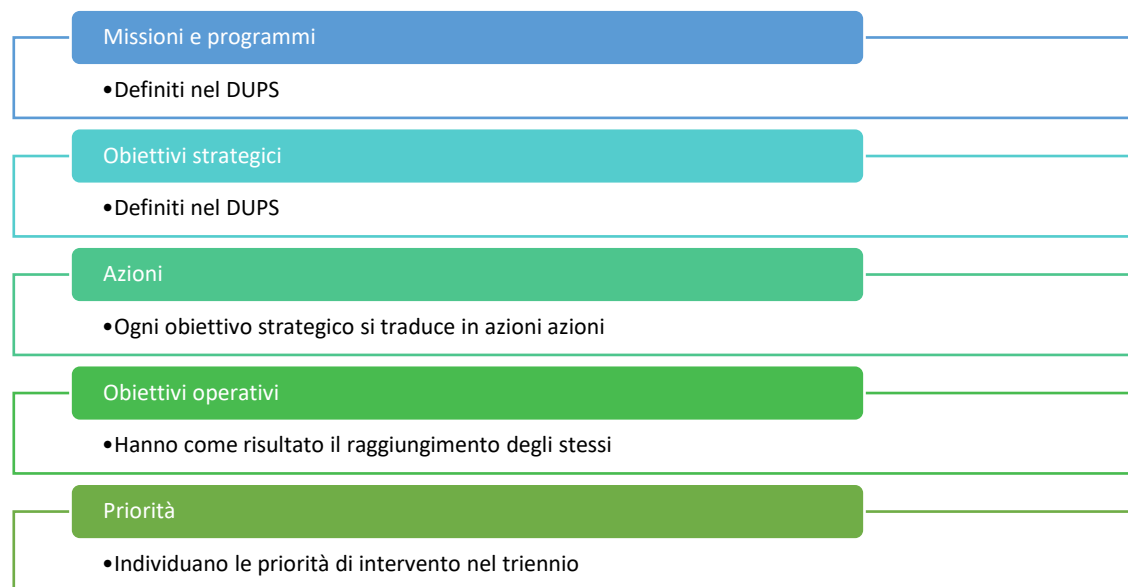 Missioni e programmi
•Definiti nel DUPS
Obiettivi strategici
•Definiti nel DUPS
Azioni
•Ogni obiettivo strategico si traduce in azioni azioni
Obiettivi operativi
•Hanno come risultato il raggiungimento degli stessi
Priorità
•Individuano le priorità di intervento nel triennio